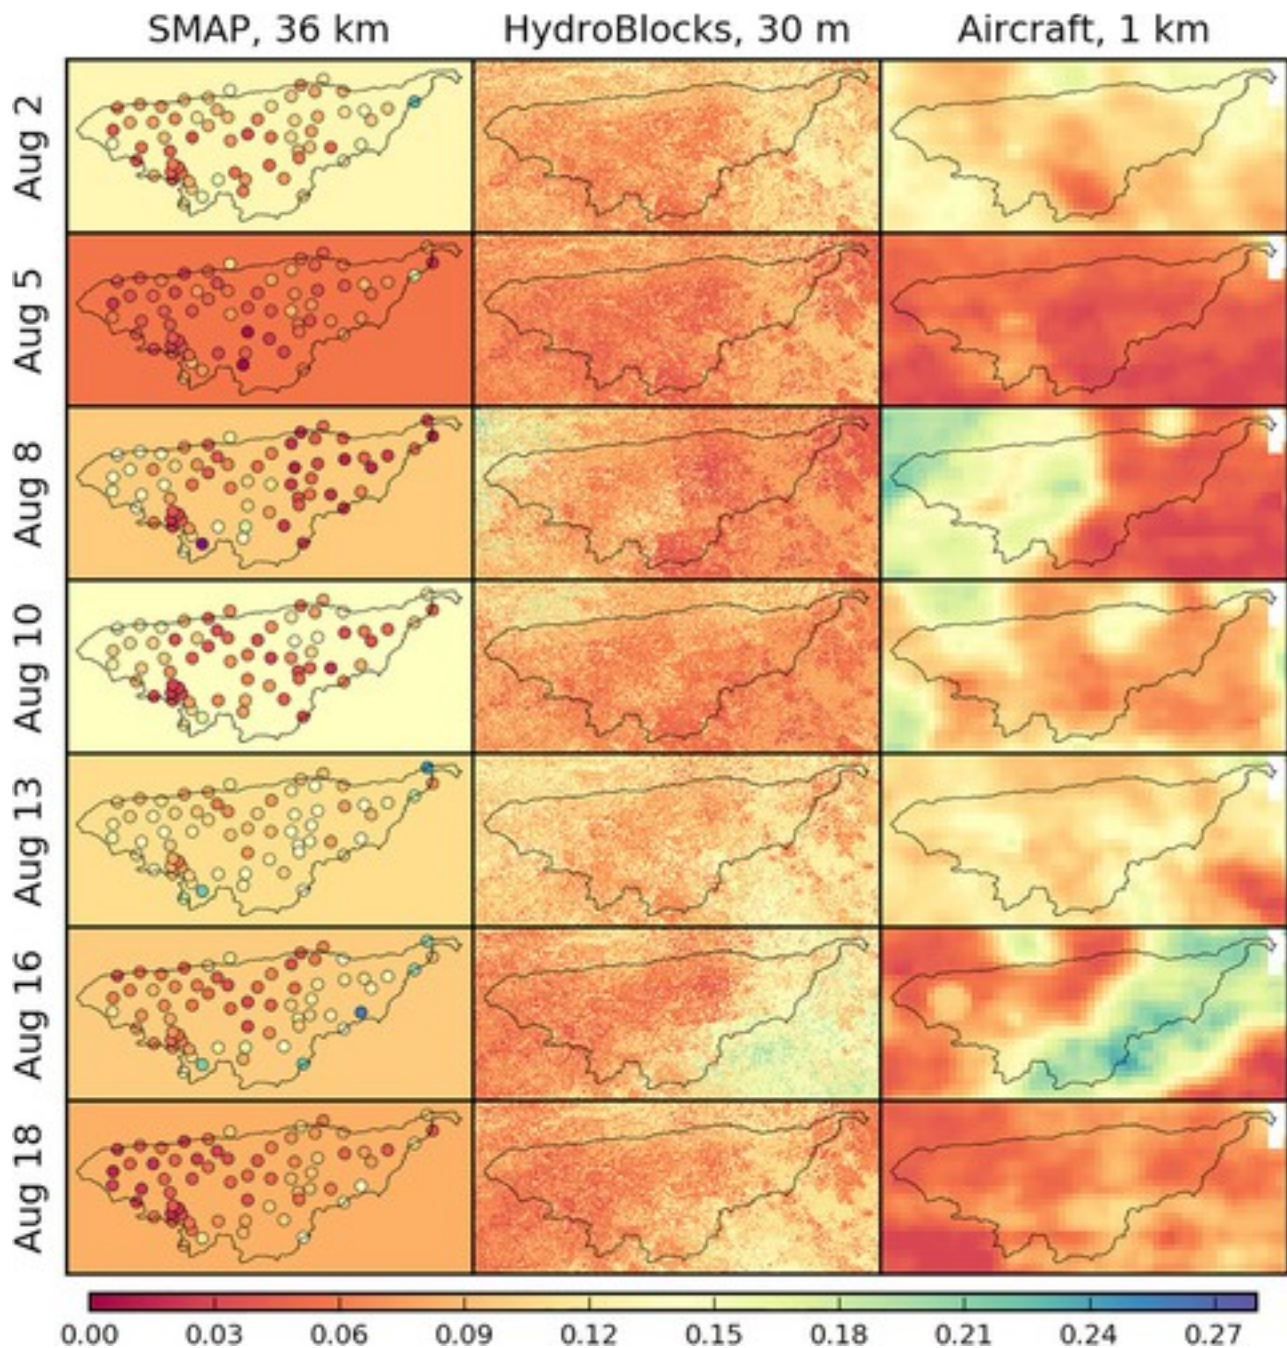 SMAP, 36 km HydroBlocks, 30 m Aircraft, 1 km
Aug 2
Aug 5
Aug 8
Aug 10
Aug 13
Aug 16
Aug 18
0.00 0.03 0.06 0.09 0.12 0.15 0.18 0.21 0.24 0.27